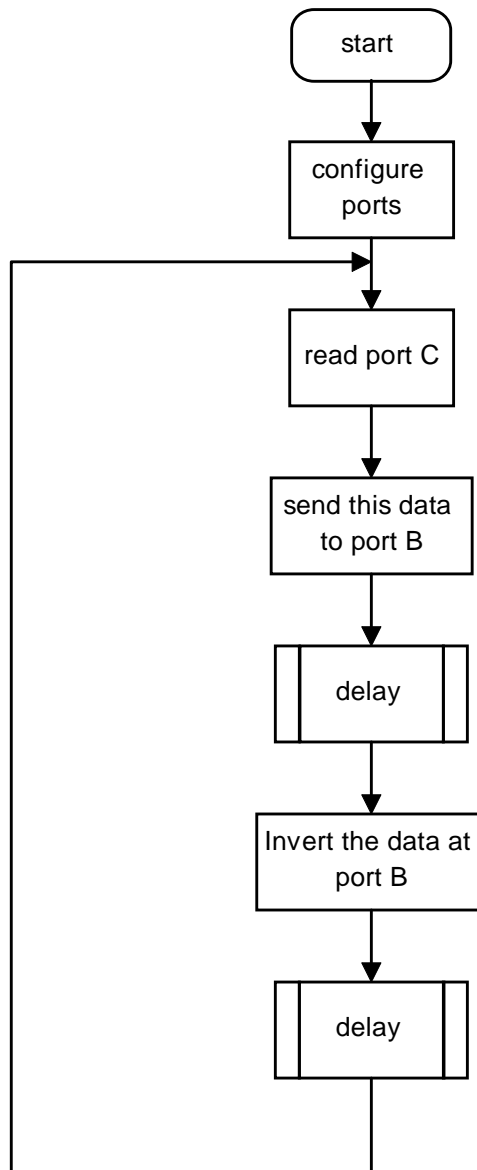 start
configure
ports
read port C
send this data
to port B
delay
Invert the data at
port B
delay